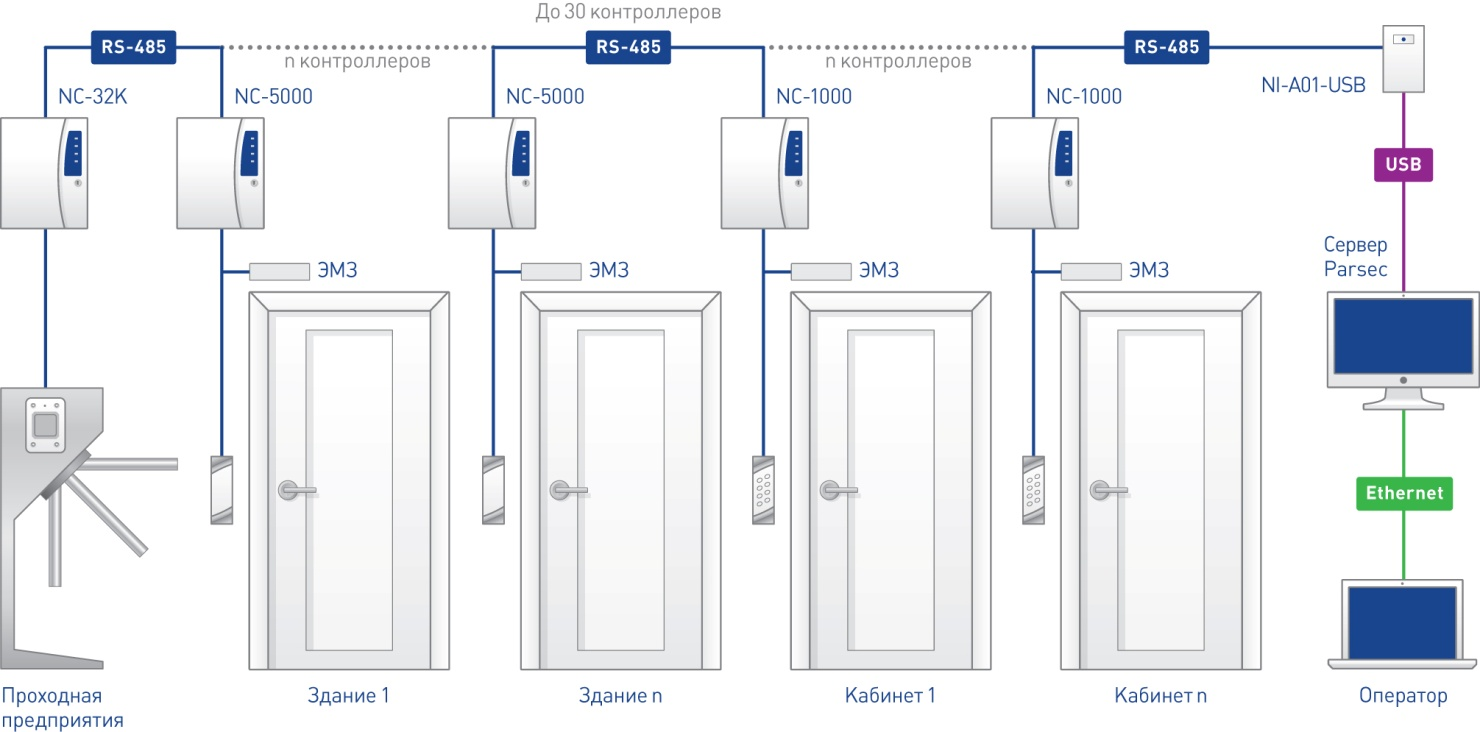 До 30 контроллеров
RS-485
RS-485
RS-485
n контроллеров
n контроллеров
NC-32K
NC-5000
NC-5000
NC-1000
NC-1000
NI-A01-USB
USB
Сервер
Parsec
ЭМЗ
ЭМЗ
ЭМЗ
ЭМЗ
Ethernet
Проходная
предприятия
Здание 1
Здание n
Кабинет 1
Кабинет n
Оператор